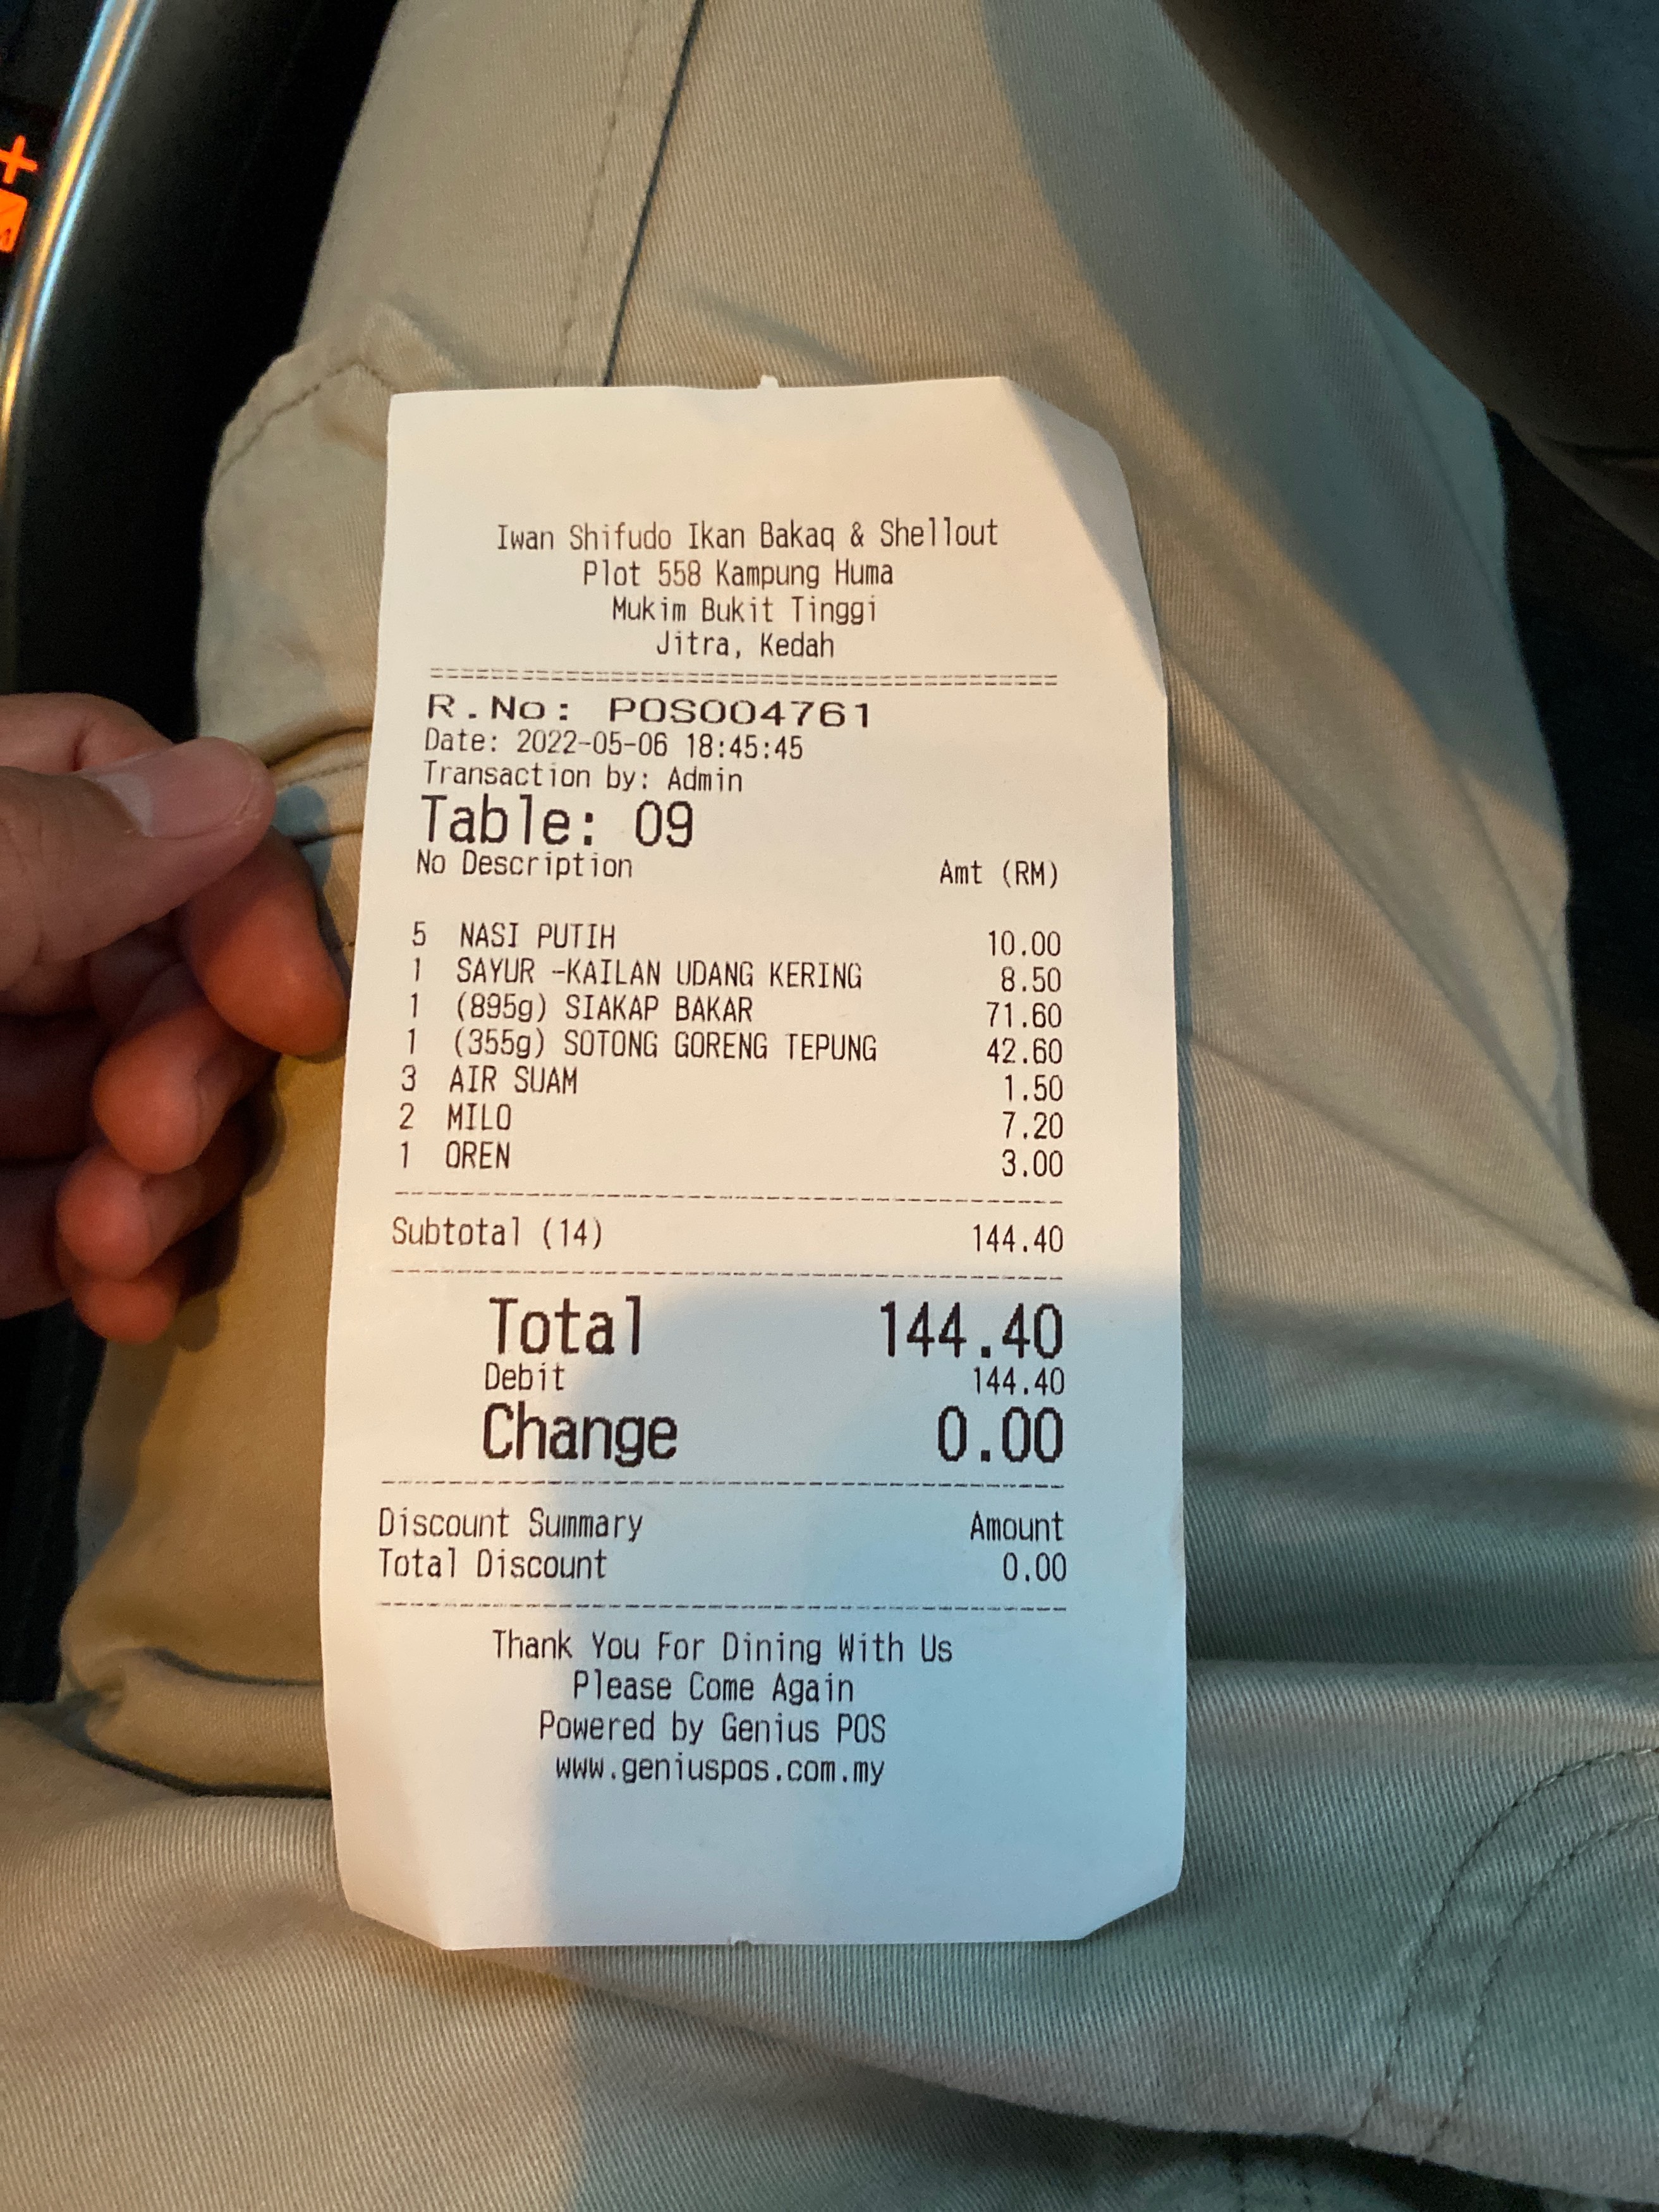 Iwan Shifudo Ikan Bakaq & Shellout
Plot 558 Kampung Huma
Mukim Bukit Tinggi
Jitra, Kedah
===========================================
R.No: POS004761
Date: 2022-05-06 18:45:45
Transaction by: Admin
Table: 09
No Description Amt (RM)
5 NASI PUTIH 10.00
1 SAYUR -KAILAN UDANG KERING 8.50
1 (895g) SIAKAP BAKAR 71.60
1 (355g) SOTONG GORENG TEPUNG 42.60
3 AIR SUAM 1.50
2 MILO 7.20
1 OREN 3.00
Subtotal (14) 144.40
Total 144.40
Debit 144.40
Change 0.00
Discount Summary Amount
Total Discount 0.00
Thank You For Dining With Us
Please Come Again
Powered by Genius POS
www.geniuspos.com.my